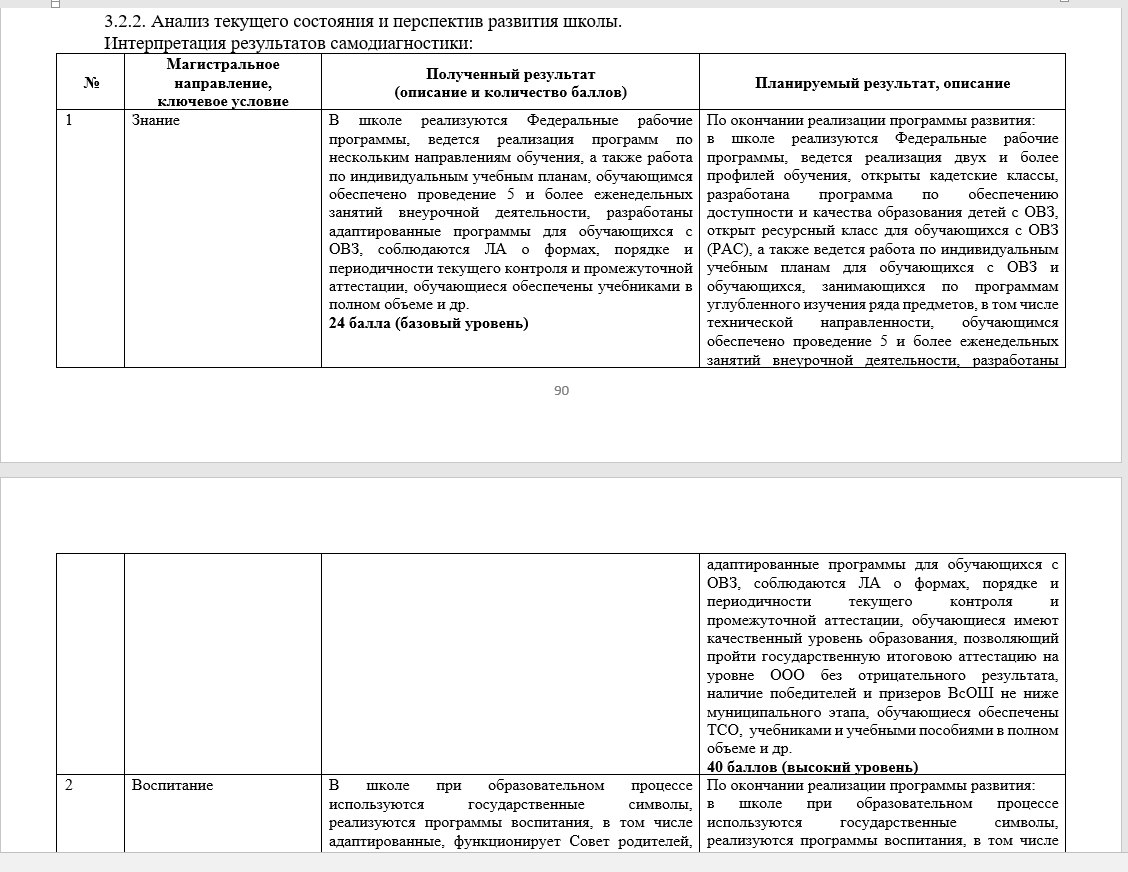 3.2.2. Анализ текущего состояния и перспектив развития школы.
Интерпретация результатов самодиагностики:
№
Магистральное
направление,
ключевое условие
Полученный результат
(описание и количество баллов)
Планируемый результат, описание
1
Знание
В школе реализуются Федеральные рабочие
программы, ведется реализация программ по
нескольким направлениям обучения, а также работа
по индивидуальным учебным планам, обучающимся
обеспечено проведение 5 и более еженедельных
занятий внеурочной деятельности, разработаны
адаптированные программы для обучающихся с
ОВЗ, соблюдаются ЛА о формах, порядке и
периодичности текущего контроля и промежуточной
аттестации, обучающиеся обеспечены учебниками в
полном объеме и др.
24 балла (базовый уровень)
По окончании реализации программы развития:
в школе реализуются Федеральные рабочие
программы, ведется реализация двух и более
профилей обучения, открыты кадетские классы,
разработана программа по обеспечению
доступности и качества образования детей с ОВЗ,
открыт ресурсный класс для обучающихся с ОВЗ
(РАС), а также ведется работа по индивидуальным
учебным планам для обучающихся с ОВЗ и
обучающихся, занимающихся по программам
углубленного изучения ряда предметов, в том числе
технической направленности, обучающимся
обеспечено проведение 5 и более еженедельных
занятий внеурочной деятельности, разработаны
90
адаптированные программы для обучающихся с
ОВЗ, соблюдаются ЛА о формах, порядке и
периодичности текущего контроля и
промежуточной аттестации, обучающиеся имеют
качественный уровень образования, позволяющий
пройти государственную итоговою аттестацию на
уровне ООО без отрицательного результата,
наличие победителей и призеров ВсОШ не ниже
муниципального этапа, обучающиеся обеспечены
ТСО, учебниками и учебными пособиями в полном
объеме и др.
40 баллов (высокий уровень)
2
Воспитание
В школе при образовательном процессе
используются государственные символы,
реализуются программы воспитания, в том числе
адаптированные, функционирует Совет родителей,
По окончании реализации программы развития:
в школе при образовательном процессе
используются государственные символы,
реализуются программы воспитания, в том числе